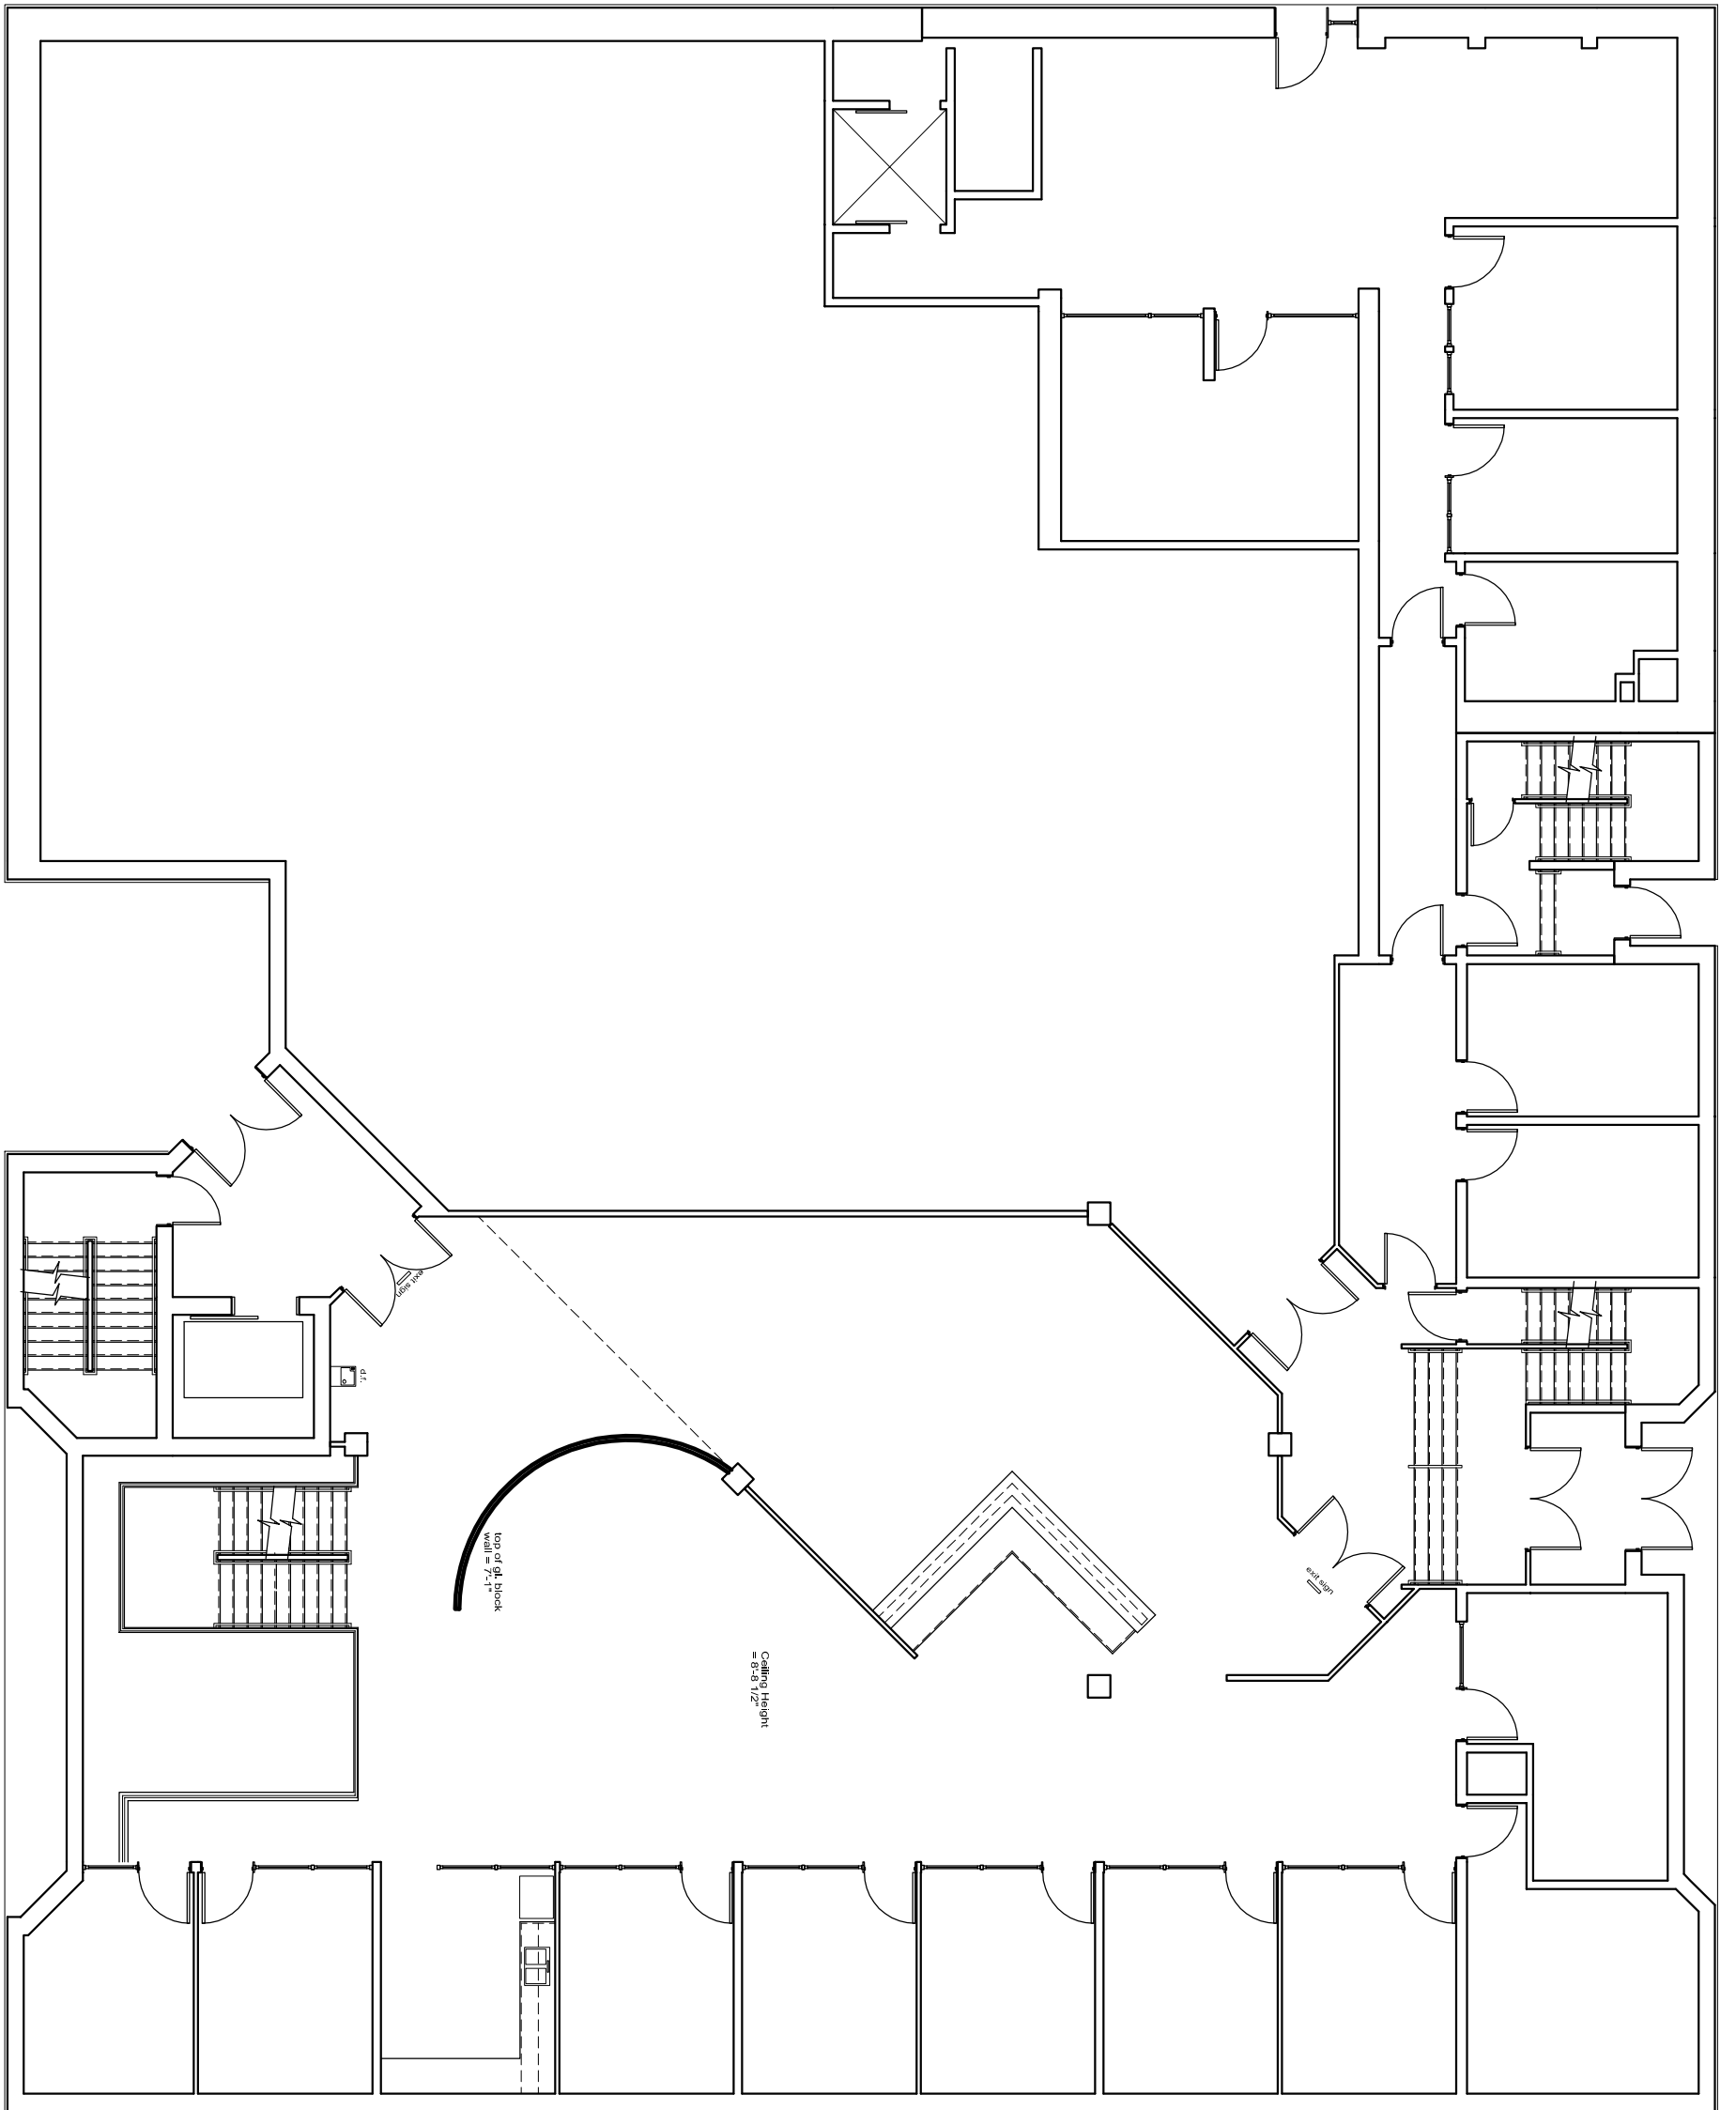 exit sign
d.f.
top of gl. block
wall = 7'-1"
exit sign
Ceiling Height
= 8'-8 1/2"